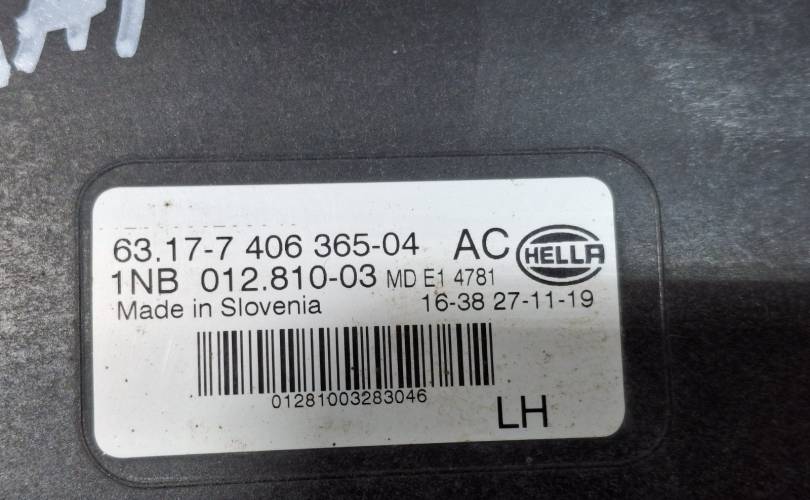 63.17-7 406 365-04 AC HELLA
1NB 012.810-03 MD E1 4781
Made in Slovenia 16-38 27-11-19
01281003283046
LH